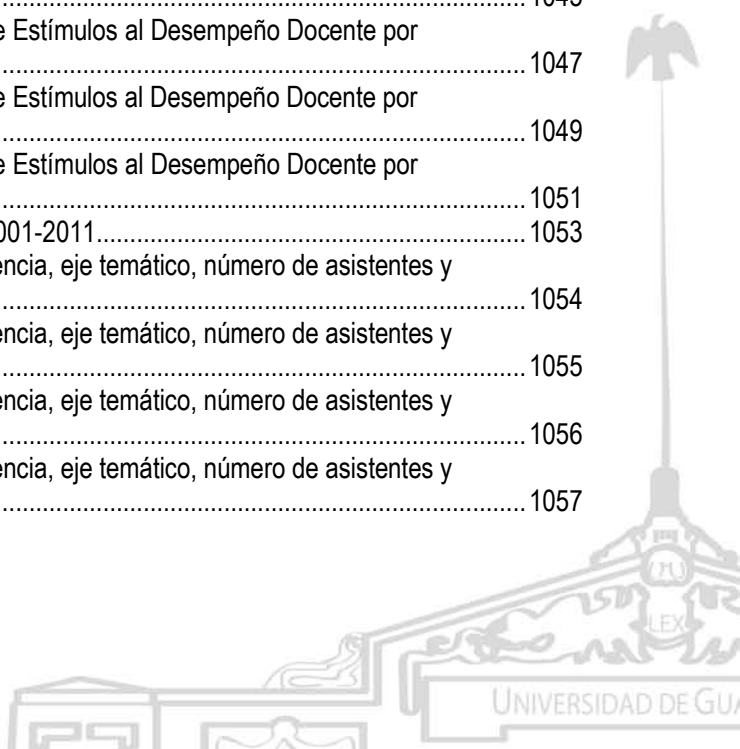 e Estímulos al Desempeño Docente por
........................................................................ 1047
e Estímulos al Desempeño Docente por
........................................................................ 1049
e Estímulos al Desempeño Docente por
........................................................................ 1051
001-2011........................................................... 1053
encia, eje temático, número de asistentes y
........................................................................ 1054
encia, eje temático, número de asistentes y
........................................................................ 1055
encia, eje temático, número de asistentes y
........................................................................ 1056
encia, eje temático, número de asistentes y
........................................................................ 1057
LEX
UNIVERSIDAD DE GUA